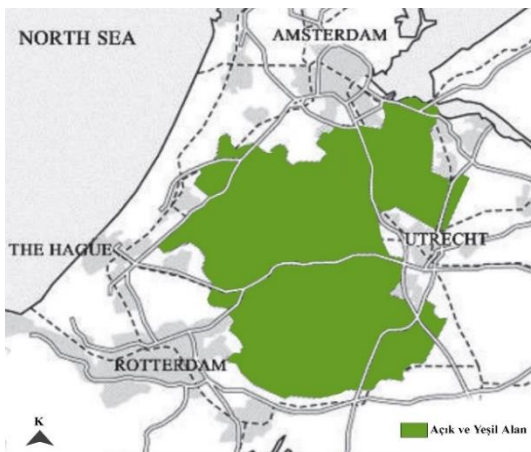 NORTH SEA
AMSTERDAM
THE HAGUE
UTRECHT
ROTTERDAM
K
Açık ve Yeşil Alan